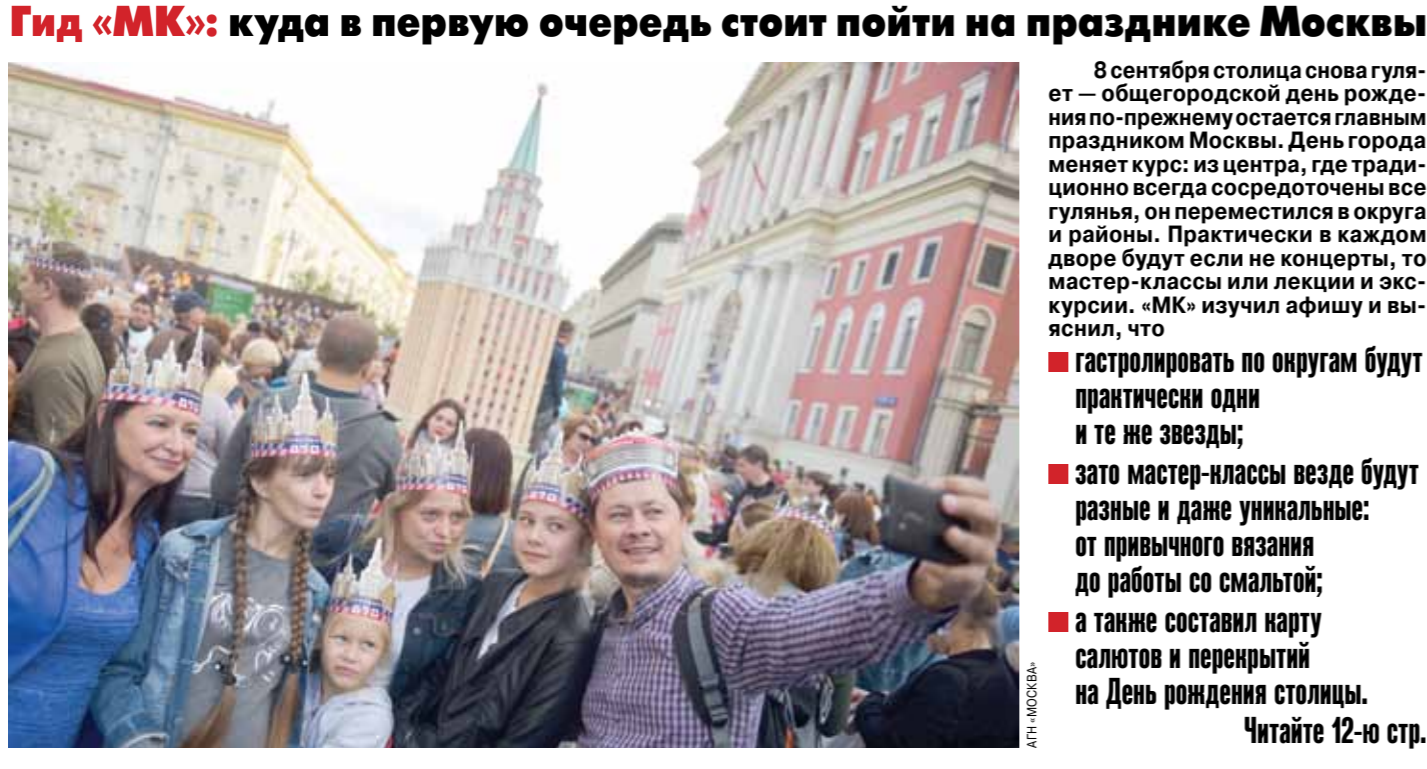 Гид «МК»: куда в первую очередь стоит пойти на празднике Москвы
8 сентября столица снова гуля-
ет — общегородской день рожде-
ния по-прежнему остается главным
праздником Москвы. День города
меняет курс: из центра, где тради-
ционно всегда сосредоточены все
гулянья, он переместился в округа
и районы. Практически в каждом
дворе будут если не концерты, то
мастер-классы или лекции и экс-
курсии. «МК» изучил афишу и вы-
яснил, что
■ гастролировать по округам будут
практически одни
и те же звезды;
■ зато мастер-классы везде будут
разные и даже уникальные:
от привычного вязания
до работы со смальтой;
■ а также составил карту
салютов и перекрытий
на День рождения столицы.
Читайте 12-ю стр.
АГН «МОСКВА»
870
870
870
870
870